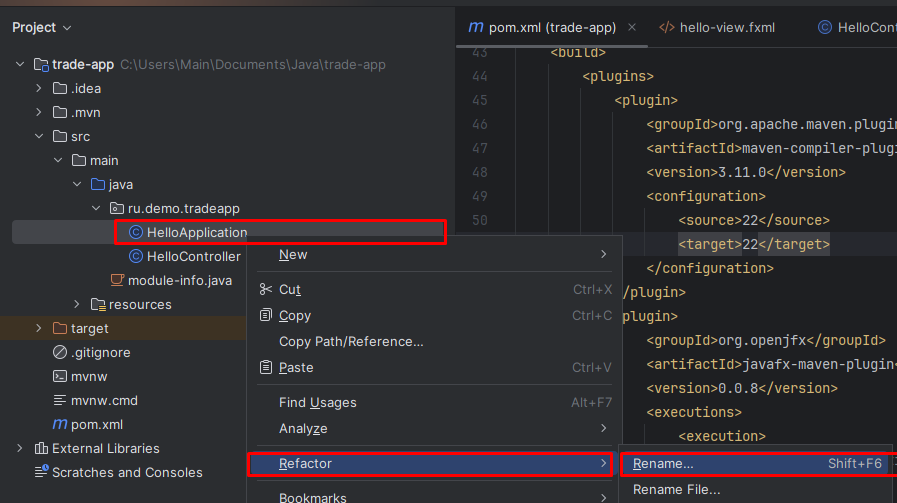 Project
trade-app C:\Users\Main\Documents\Java\trade-app
.idea
.mvn
src
main
java
ru.demo.tradeapp
HelloApplication
HelloController
module-info.java
resources
target
.gitignore
mvnw
mvnw.cmd
pom.xml
External Libraries
Scratches and Consoles
pom.xml (trade-app)
hello-view.fxml
HelloCont
43 <build>
44 <plugins>
45 <plugin>
46 <groupId>org.apache.maven.plugin
47 <artifactId>maven-compiler-plugi
48 <version>3.11.0</version>
49 <configuration>
50 <source>22</source>
<target>22</target>
</configuration>
/plugin>
plugin>
<groupId>org.openjfx</groupId>
<artifactId>javafx-maven-plugin<
<version>0.0.8</version>
<executions>
<execution>
New
Cut Ctrl+X
Copy Ctrl+C
Copy Path/Reference...
Paste Ctrl+V
Find Usages Alt+F7
Analyze
Refactor
Bookmarks
Rename... Shift+F6
Rename File...